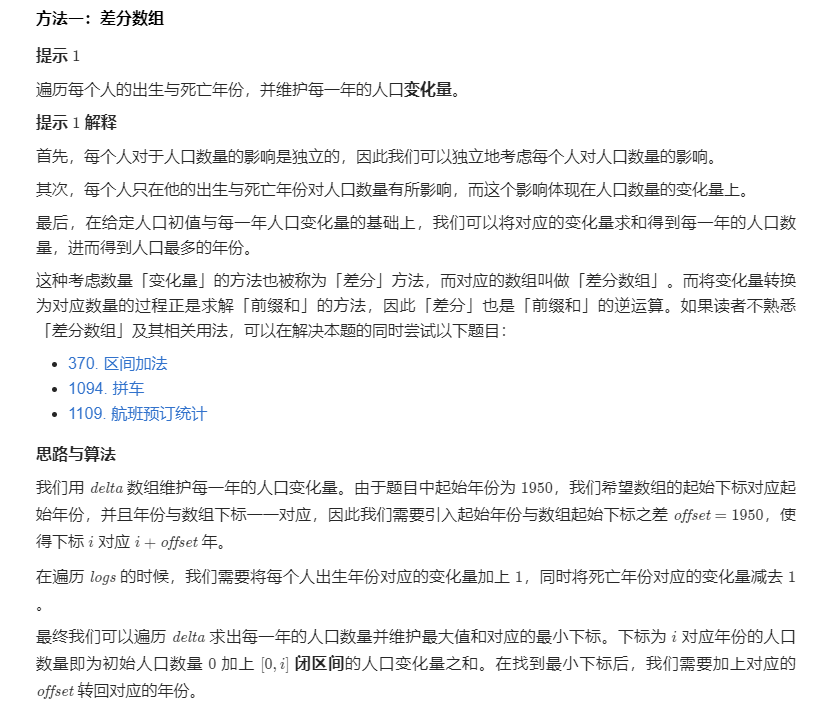 方法一：差分数组
提示 1
遍历每个人的出生与死亡年份，并维护每一年的人口变化量。
提示 1 解释
首先，每个人对于人口数量的影响是独立的，因此我们可以独立地考虑每个人对人口数量的影响。
其次，每个人只在他的出生与死亡年份对人口数量有所影响，而这个影响体现在人口数量的变化量上。
最后，在给定人口初值与每一年人口变化量的基础上，我们可以将对应的变化量求和得到每一年的人口数
量，进而得到人口最多的年份。
这种考虑数量「变化量」的方法也被称为「差分」方法，而对应的数组叫做「差分数组」。而将变化量转换
为对应数量的过程正是求解「前缀和」的方法，因此「差分」也是「前缀和」的逆运算。如果读者不熟悉
「差分数组」及其相关用法，可以在解决本题的同时尝试以下题目：
• 370. 区间加法
• 1094. 拼车
• 1109. 航班预订统计
思路与算法
我们用 delta 数组维护每一年的人口变化量。由于题目中起始年份为 1950，我们希望数组的起始下标对应起
始年份，并且年份与数组下标一一对应，因此我们需要引入起始年份与数组起始下标之差 offset = 1950，使
得下标 i 对应 i + offset 年。
在遍历 logs 的时候，我们需要将每个人出生年份对应的变化量加上 1，同时将死亡年份对应的变化量减去 1
。
最终我们可以遍历 delta 求出每一年的人口数量并维护最大值和对应的最小下标。下标为 i 对应年份的人口
数量即为初始人口数量 0 加上 [0, i] 闭区间的人口变化量之和。在找到最小下标后，我们需要加上对应的
offset 转回对应的年份。